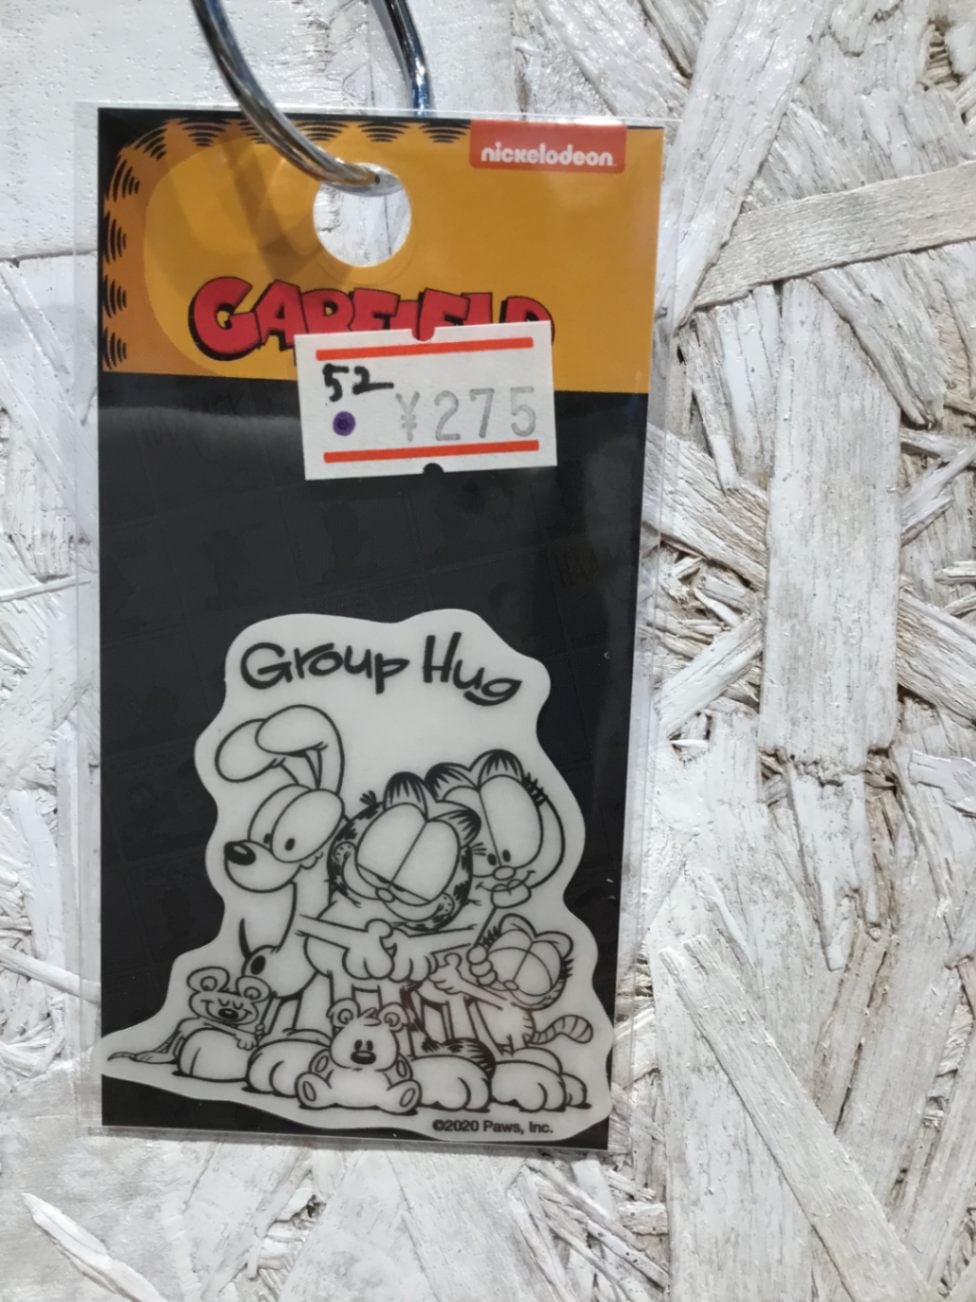 nickelodeon
GARFIELD
52
¥275
Group Hug
©2020 Paws, Inc.